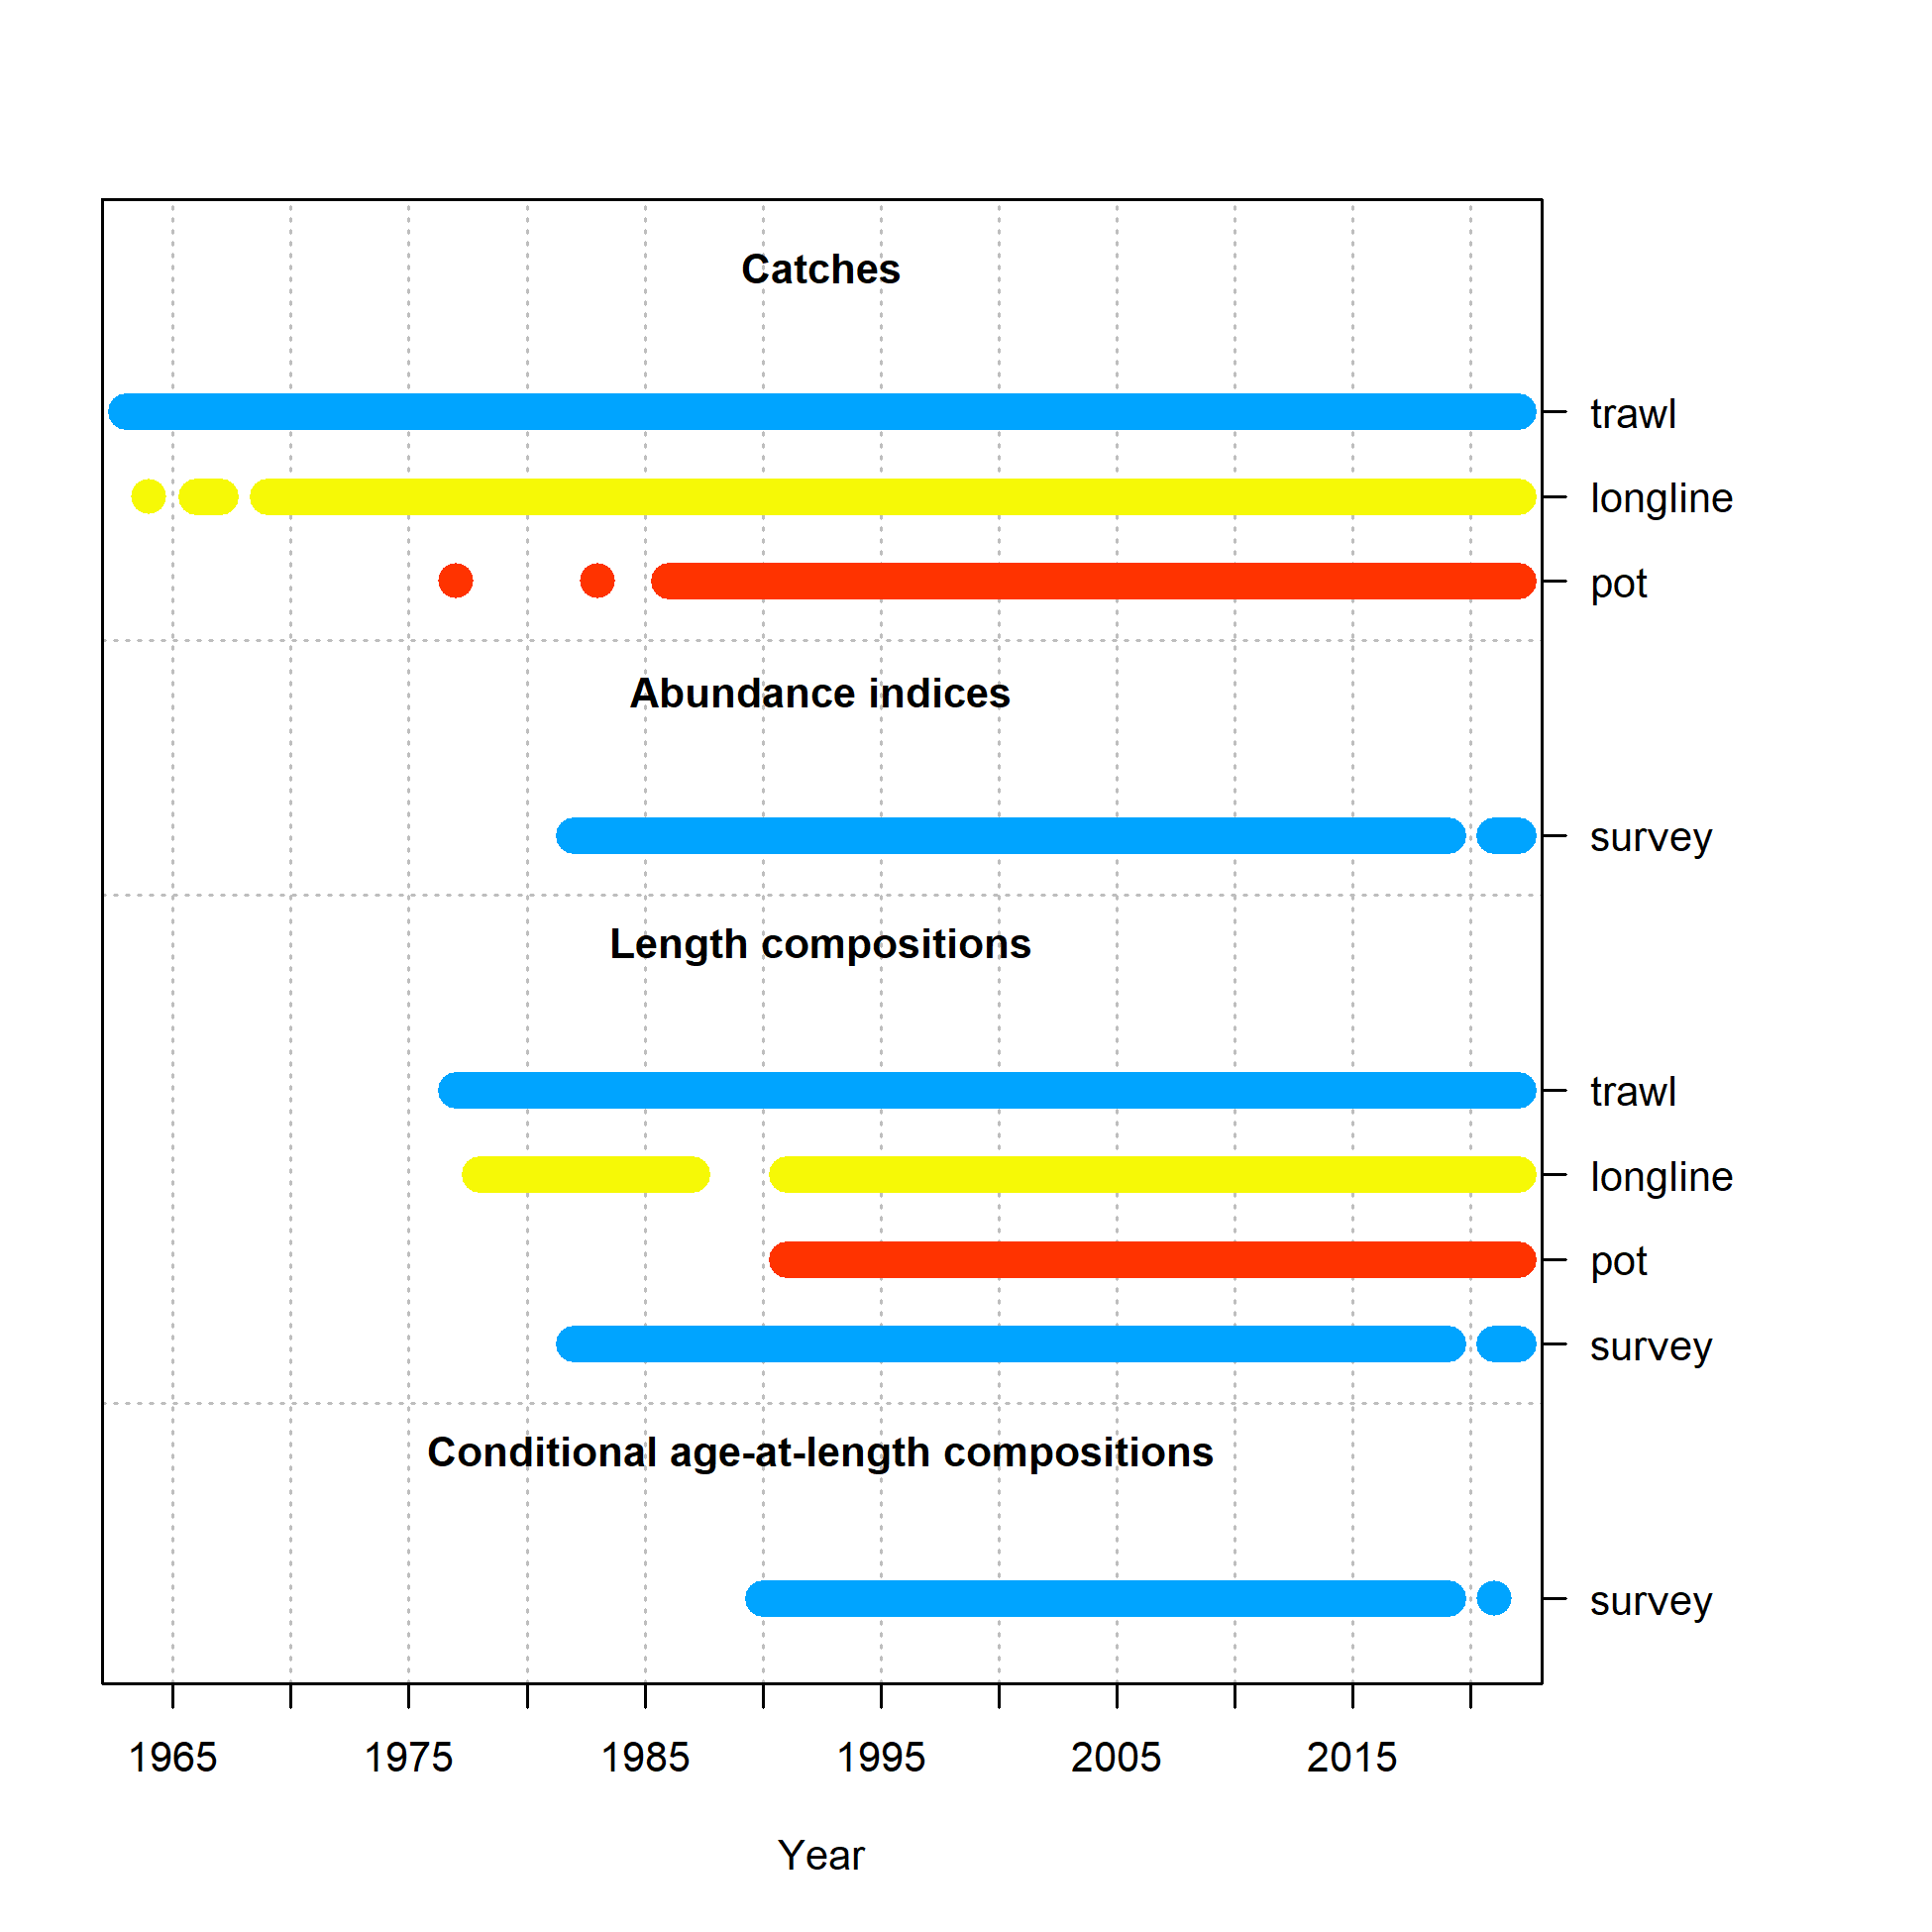 Catches
trawl
longline
pot
Abundance indices
survey
Length compositions
trawl
longline
pot
survey
Conditional age-at-length compositions
survey
1965 1975 1985 1995 2005 2015
Year